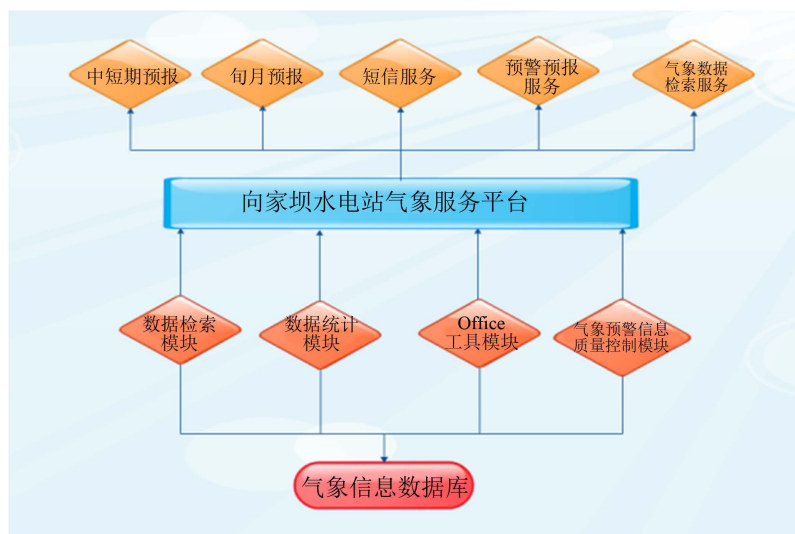 中短期预报
旬月预报
短信服务
预警预报
服务
气象数据
检索服务
向家坝水电站气象服务平台
数据检索
模块
数据统计
模块
Office
工具模块
气象预警信息
质量控制模块
气象信息数据库